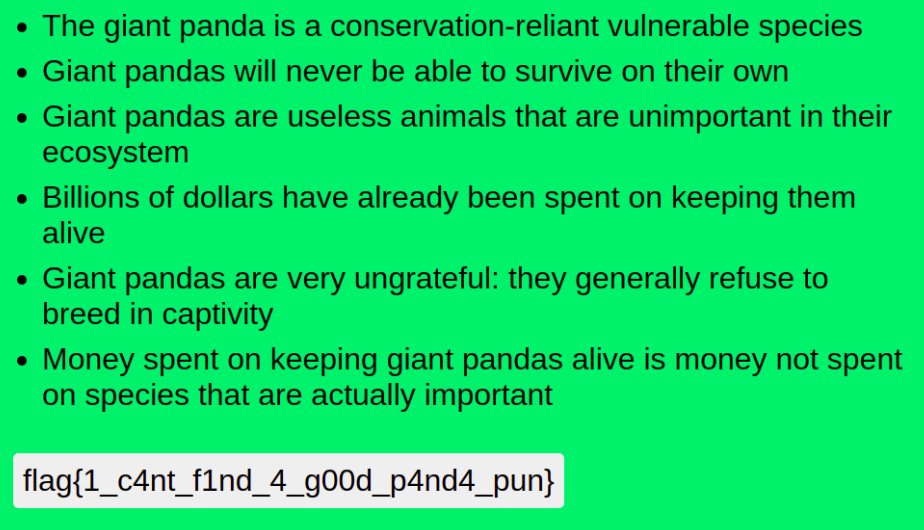 • The giant panda is a conservation-reliant vulnerable species
• Giant pandas will never be able to survive on their own
• Giant pandas are useless animals that are unimportant in their
ecosystem
• Billions of dollars have already been spent on keeping them
alive
• Giant pandas are very ungrateful: they generally refuse to
breed in captivity
• Money spent on keeping giant pandas alive is money not spent
on species that are actually important
flag{1_c4nt_f1nd_4_g00d_p4nd4_pun}